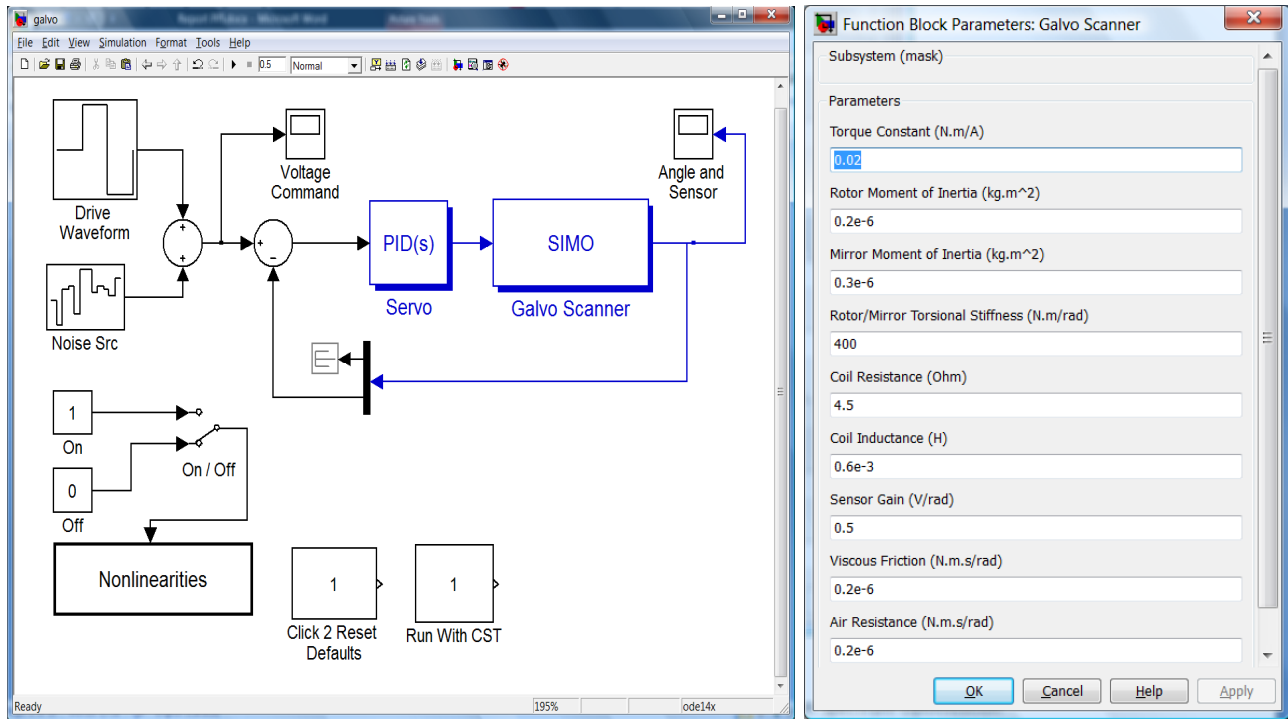 galvo
File Edit View Simulation Format Tools Help
0.5 Normal
Drive
Waveform
Noise Src
+
+
+
−
Voltage
Command
PID(s)
Servo
SIMO
Galvo Scanner
Angle and
Sensor
1
On
0
Off
On / Off
Nonlinearities
1
Click 2 Reset
Defaults
1
Run With CST
Ready 195% ode14x
Function Block Parameters: Galvo Scanner
Subsystem (mask)
Parameters
Torque Constant (N.m/A)
0.02
Rotor Moment of Inertia (kg.m^2)
0.2e-6
Mirror Moment of Inertia (kg.m^2)
0.3e-6
Rotor/Mirror Torsional Stiffness (N.m/rad)
400
Coil Resistance (Ohm)
4.5
Coil Inductance (H)
0.6e-3
Sensor Gain (V/rad)
0.5
Viscous Friction (N.m.s/rad)
0.2e-6
Air Resistance (N.m.s/rad)
0.2e-6
OK Cancel Help Apply